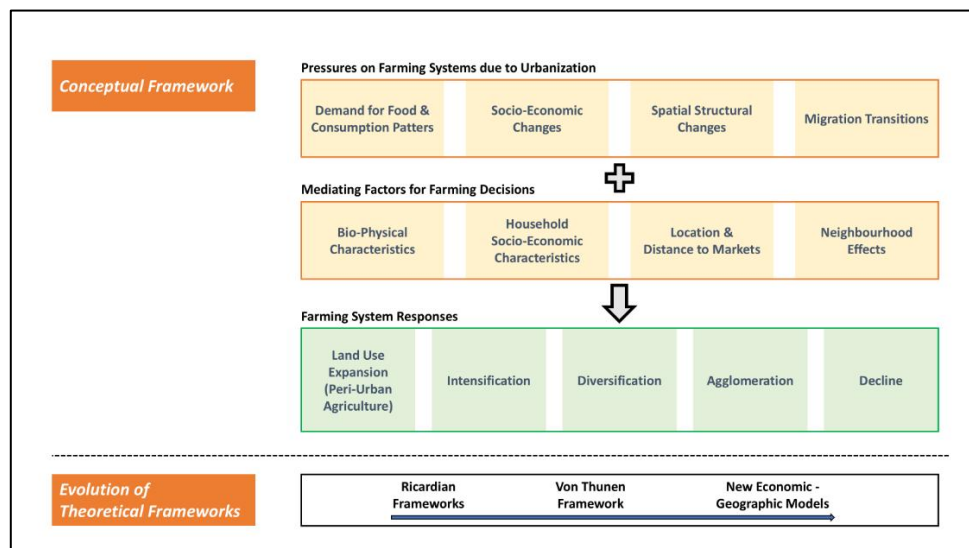 Conceptual Framework
Pressures on Farming Systems due to Urbanization
Demand for Food &
Consumption Patters
Socio-Economic
Changes
Spatial Structural
Changes
Migration Transitions
Mediating Factors for Farming Decisions
Bio-Physical
Characteristics
Household
Socio-Economic
Characteristics
Location &
Distance to Markets
Neighbourhood
Effects
Farming System Responses
Land Use
Expansion
(Peri-Urban
Agriculture)
Intensification
Diversification
Agglomeration
Decline
Evolution of
Theoretical Frameworks
Ricardian
Frameworks
Von Thunen
Framework
New Economic -
Geographic Models